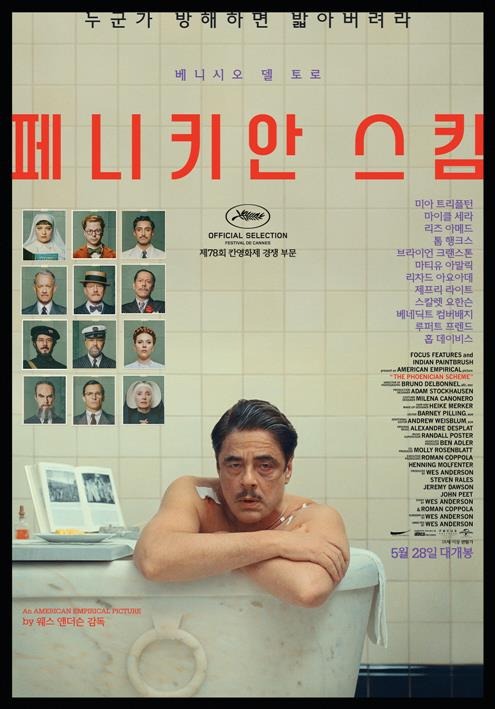 누군가 방해하면 밟아버려라
베니시오 델 토로
페니키안 스킴
OFFICIAL SELECTION
FESTIVAL DE CANNES
제78회 칸영화제 경쟁 부문
미아 트리플턴
마이클 세라
리즈 아메드
톰 행크스
브라이언 크랜스톤
마티유 아말릭
리차드 아요아데
제프리 라이트
스칼렛 요한슨
베네딕트 컴버배치
루퍼트 프렌드
홉 데이비스
FOCUS FEATURES and
INDIAN PAINTBRUSH
present an AMERICAN EMPIRICAL picture
"THE PHOENICIAN SCHEME"
BRUNO DELBONNEL
ADAM STOCKHAUSEN
MILENA CANONERO
HEIKE MERKER
BARNEY PILLING
ANDREW WEISBLUM
ALEXANDRE DESPLAT
RANDALL POSTER
BEN ADLER
MOLLY ROSENBLATT
ROMAN COPPOLA
HENNING MOLFENTER
WES ANDERSON
STEVEN RALES
JEREMY DAWSON
JOHN PEET
WES ANDERSON
& ROMAN COPPOLA
WES ANDERSON
WES ANDERSON
5월 28일 대개봉
An AMERICAN EMPIRICAL PICTURE
by 웨스 앤더슨 감독